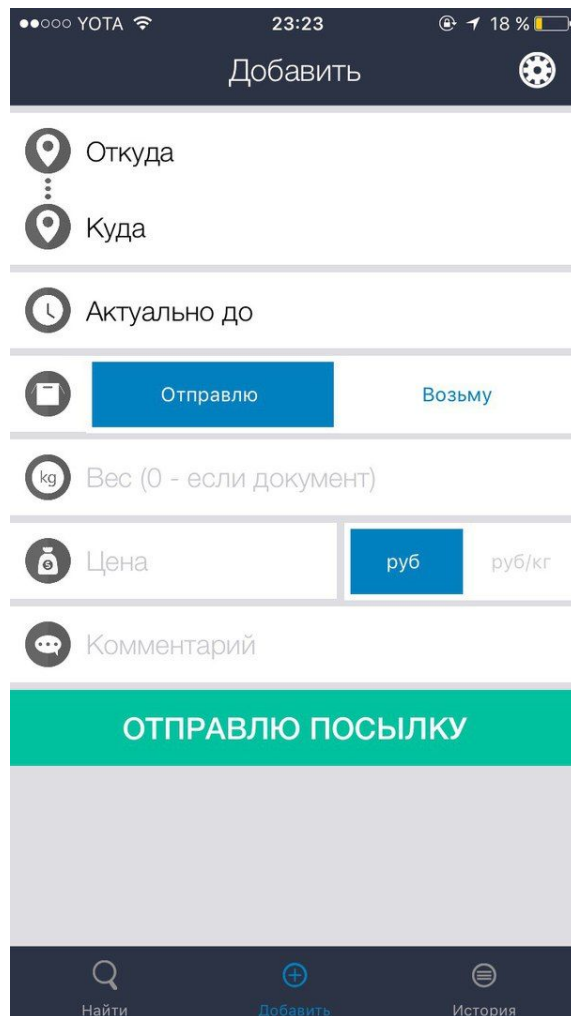 YOTA 23:23 18 %
Добавить
Откуда
Куда
Актуально до
Отправлю Возьму
kg Вес (0 - если документ)
$ Цена руб руб/кг
Комментарий
ОТПРАВЛЮ ПОСЫЛКУ
Найти Добавить История